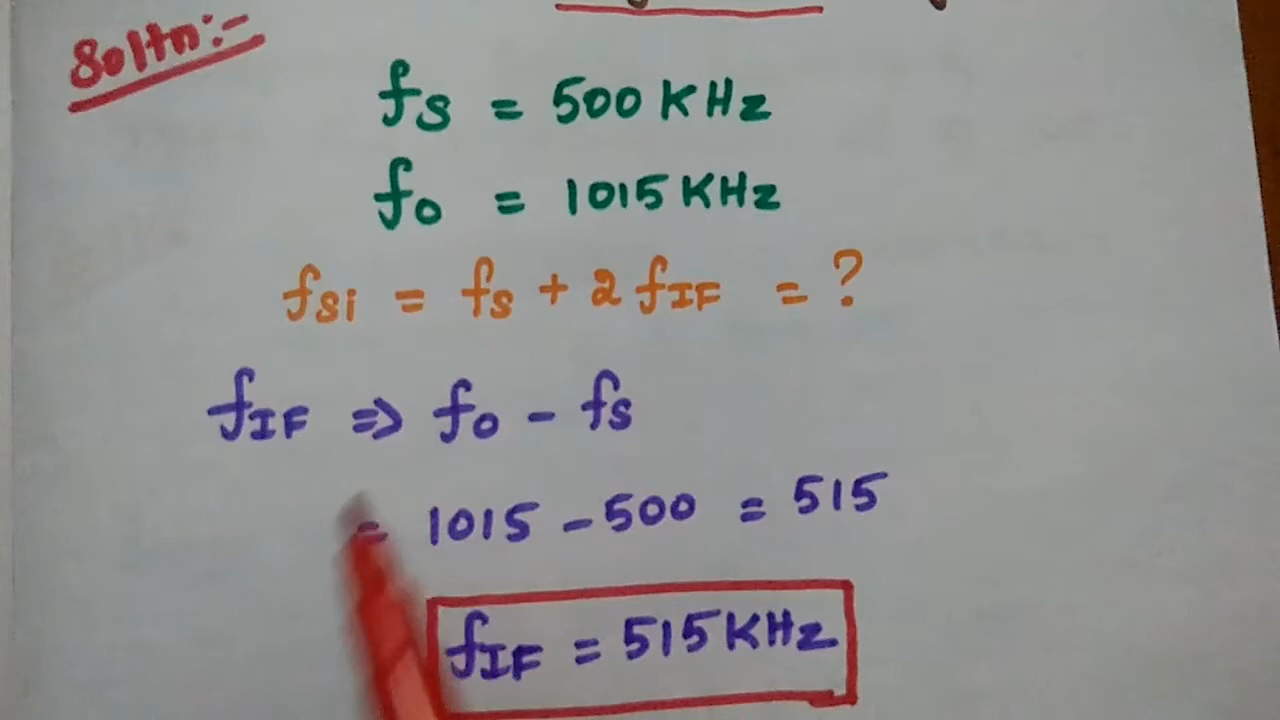 Soltn:-
fs = 500 KHz
fo = 1015 KHz
fsi = fs + 2 fIF = ?
fIF ⇒ fo - fs
= 1015 - 500 = 515
fIF = 515 KHz